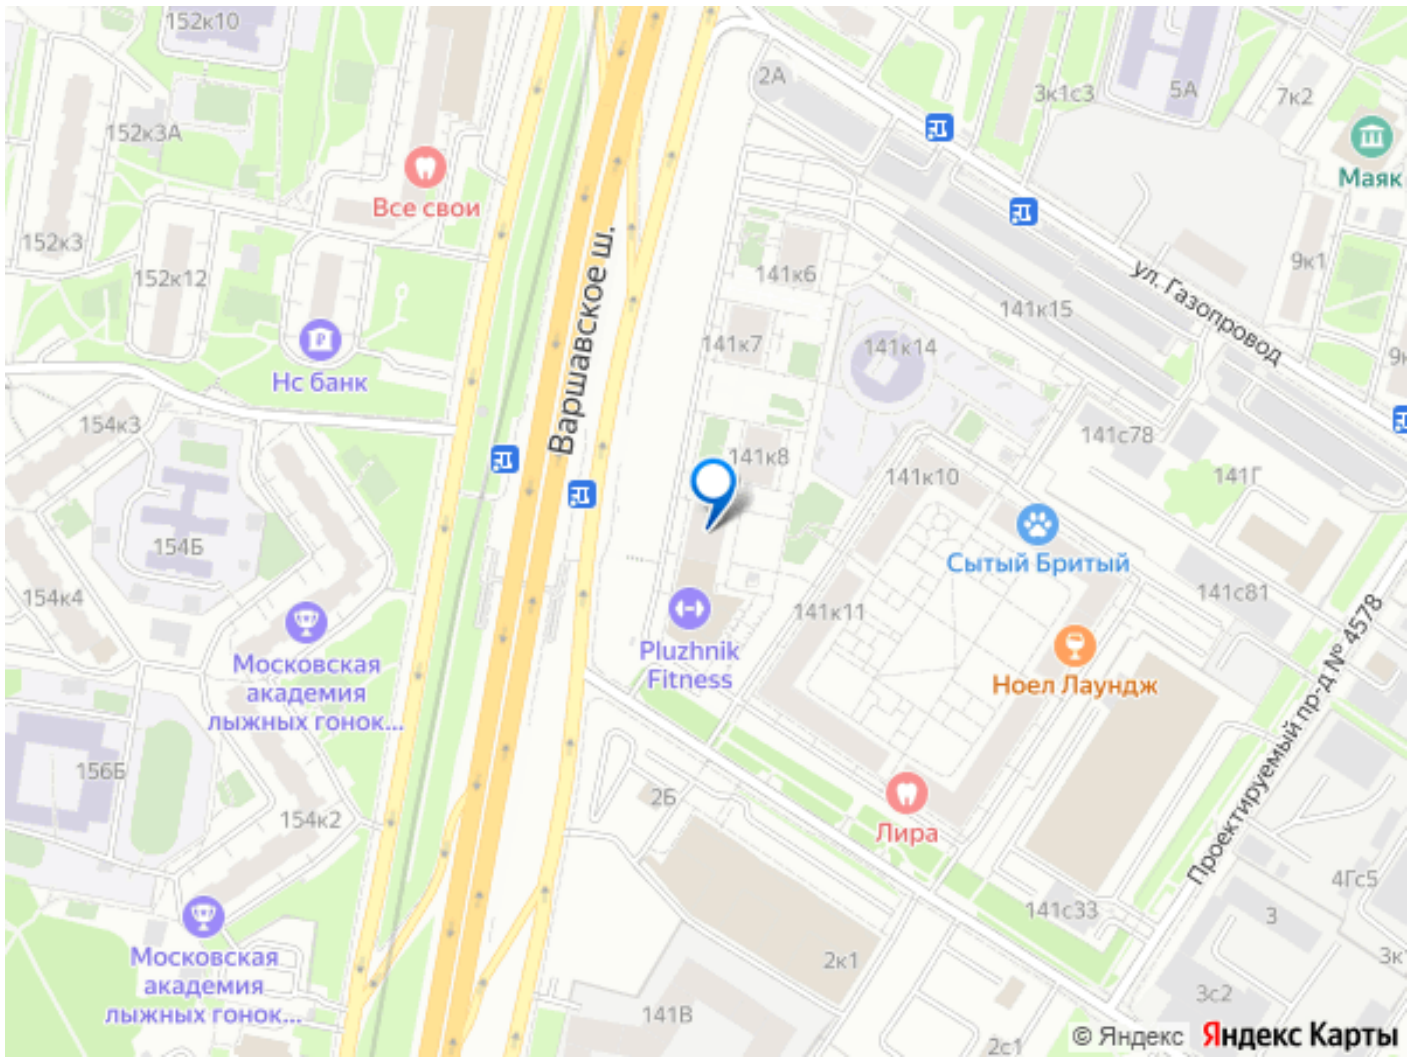 152к10
2А
3к1с3
5А
7к2
152к3А
Все свои
Маяк
152к3
152к12
Варшавское ш.
141к6
ул. Газопровод
9к1
141к15
Нс банк
141к7
141к14
154к3
141к8
141к10
141с78
141Г
154Б
Сытый Бритый
154к4
141к11
141с81
Проектируемый пр-д № 4578
Pluzhnik
Fitness
Ноел Лаундж
Московская
академия
лыжных гонок...
156Б
154к2
2Б
Лира
4Гс5
141с33
3
Московская
академия
лыжных гонок...
2к1
3с2
141В
2с1
© Яндекс
Яндекс Карты